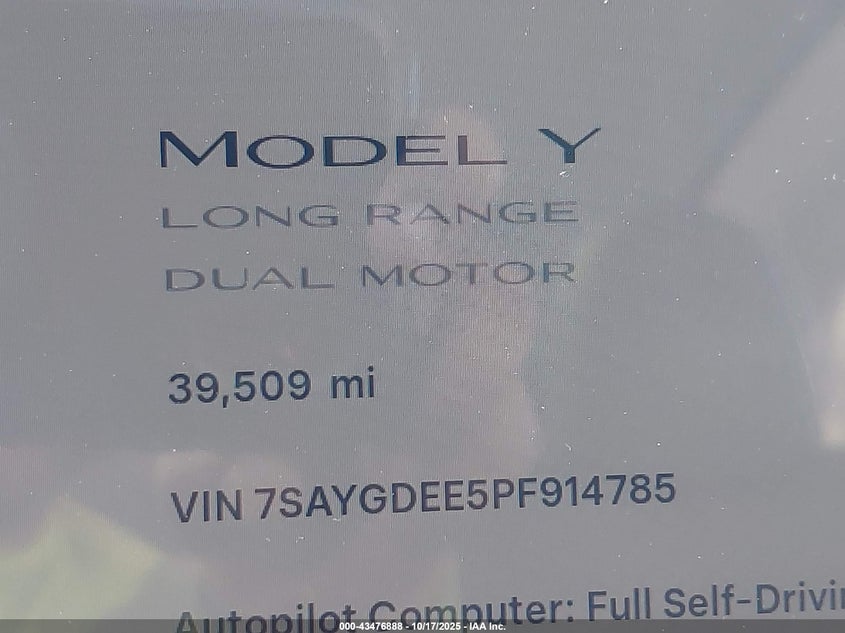 MODEL Y
LONG RANGE
DUAL MOTOR
39,509 mi
VIN 7SAYGDEE5PF914785
Autopilot Computer: Full Self-Drivi
000-43476888 - 10/17/2025 - IAA Inc.